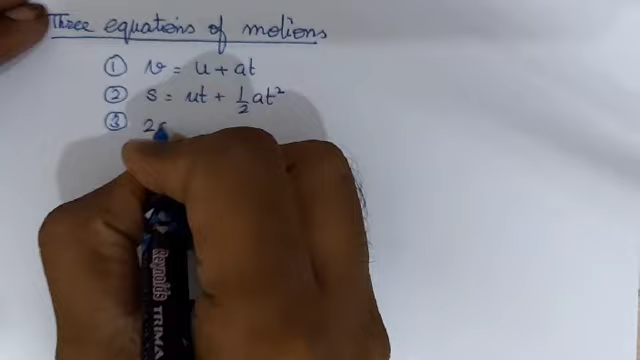 Three equations of motions
① v = u + at
② s = ut + 1/2 at²
③ 2
Reynolds TRIMA